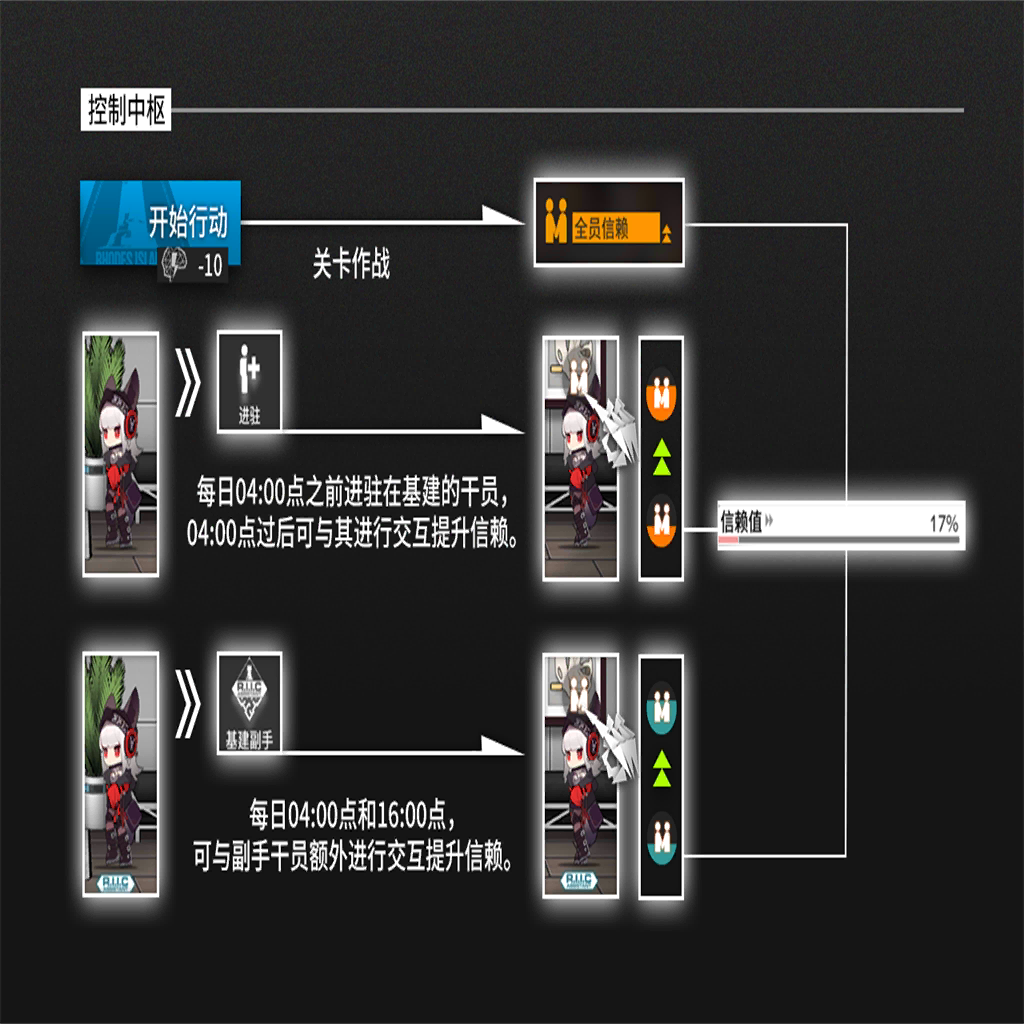 控制中枢
开始行动
RHODES ISLA
-10
关卡作战
全员信赖
进驻
每日04:00点之前进驻在基建的干员，
04:00点过后可与其进行交互提升信赖。
信赖值
17%
R.I.I.C
基建副手
每日04:00点和16:00点，
可与副手干员额外进行交互提升信赖。
R.I.I.C
R.I.I.C